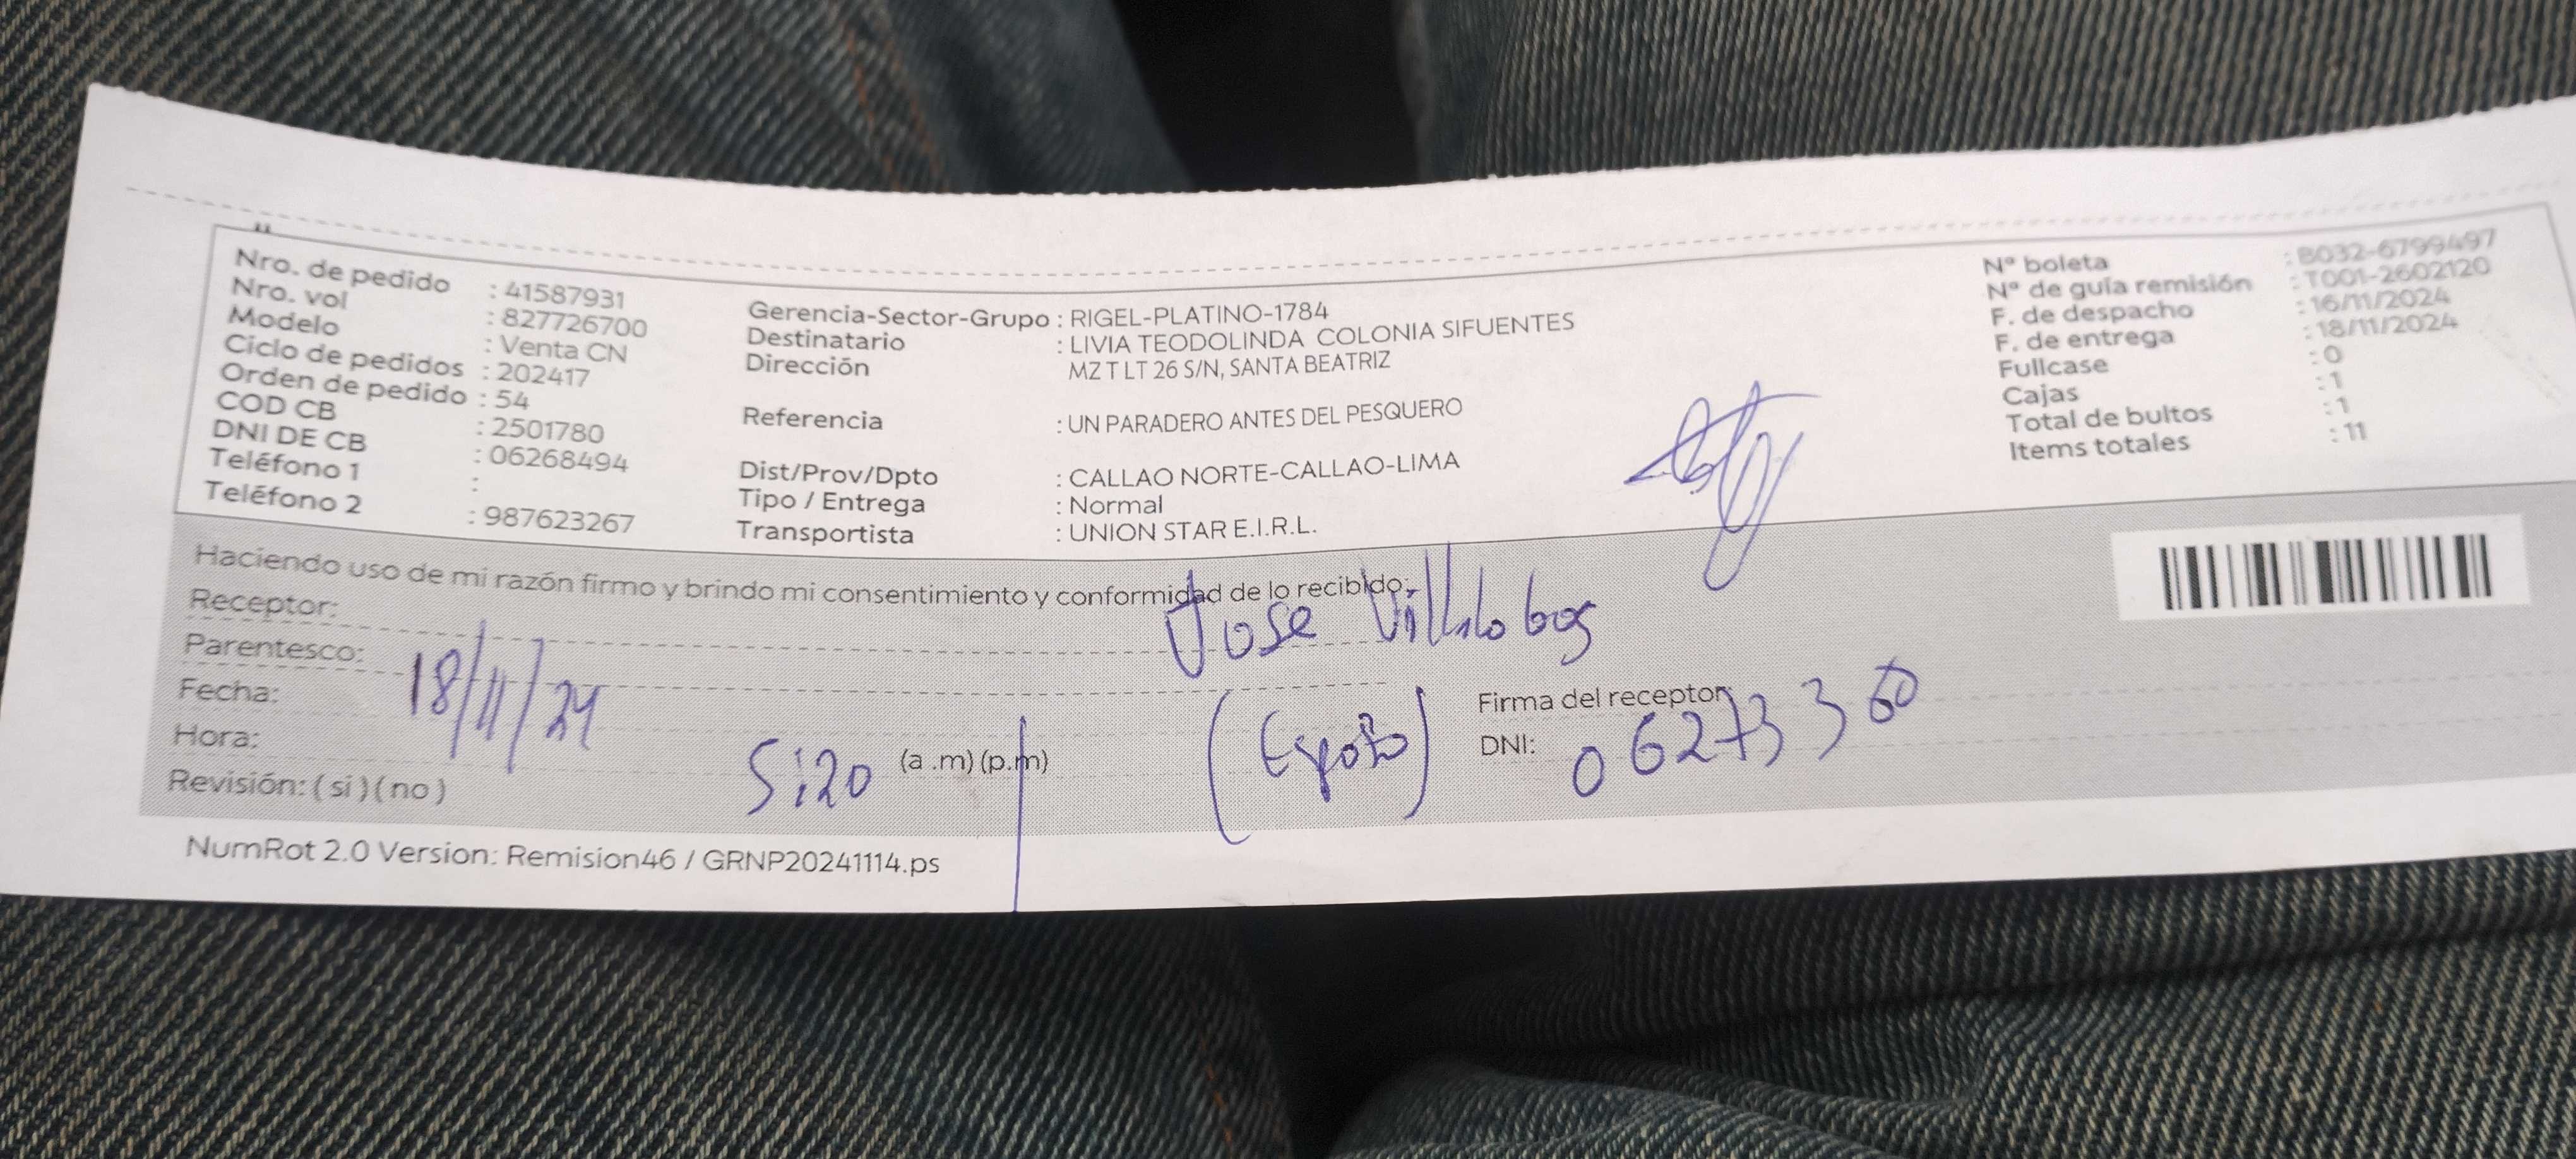 Nro. de pedido : 41587931
Nro. vol : 827726700
Modelo : Venta CN
Ciclo de pedidos : 202417
Orden de pedido : 54
COD CB : 2501780
DNI DE CB : 06268494
Teléfono 1 :
Teléfono 2 : 987623267
Gerencia-Sector-Grupo : RIGEL-PLATINO-1784
Destinatario : LIVIA TEODOLINDA COLONIA SIFUENTES
Dirección MZ T LT 26 S/N, SANTA BEATRIZ
Referencia : UN PARADERO ANTES DEL PESQUERO
Dist/Prov/Dpto : CALLAO NORTE-CALLAO-LIMA
Tipo / Entrega : Normal
Transportista : UNION STAR E.I.R.L.
N° boleta : B032-6799497
N° de guía remisión : T001-2602120
F. de despacho : 16/11/2024
F. de entrega : 18/11/2024
Fullcase : 0
Cajas : 1
Total de bultos : 1
Items totales : 11
Haciendo uso de mi razón firmo y brindo mi consentimiento y conformidad de lo recibido:
Receptor: Jose Villalobos
Parentesco: (Esposo)
Fecha: 18/11/24
Hora: 5:20 (a .m) (p.m)
Revisión: ( si ) ( no )
Firma del receptor:
DNI: 06273360
NumRot 2.0 Version: Remision46 / GRNP20241114.ps